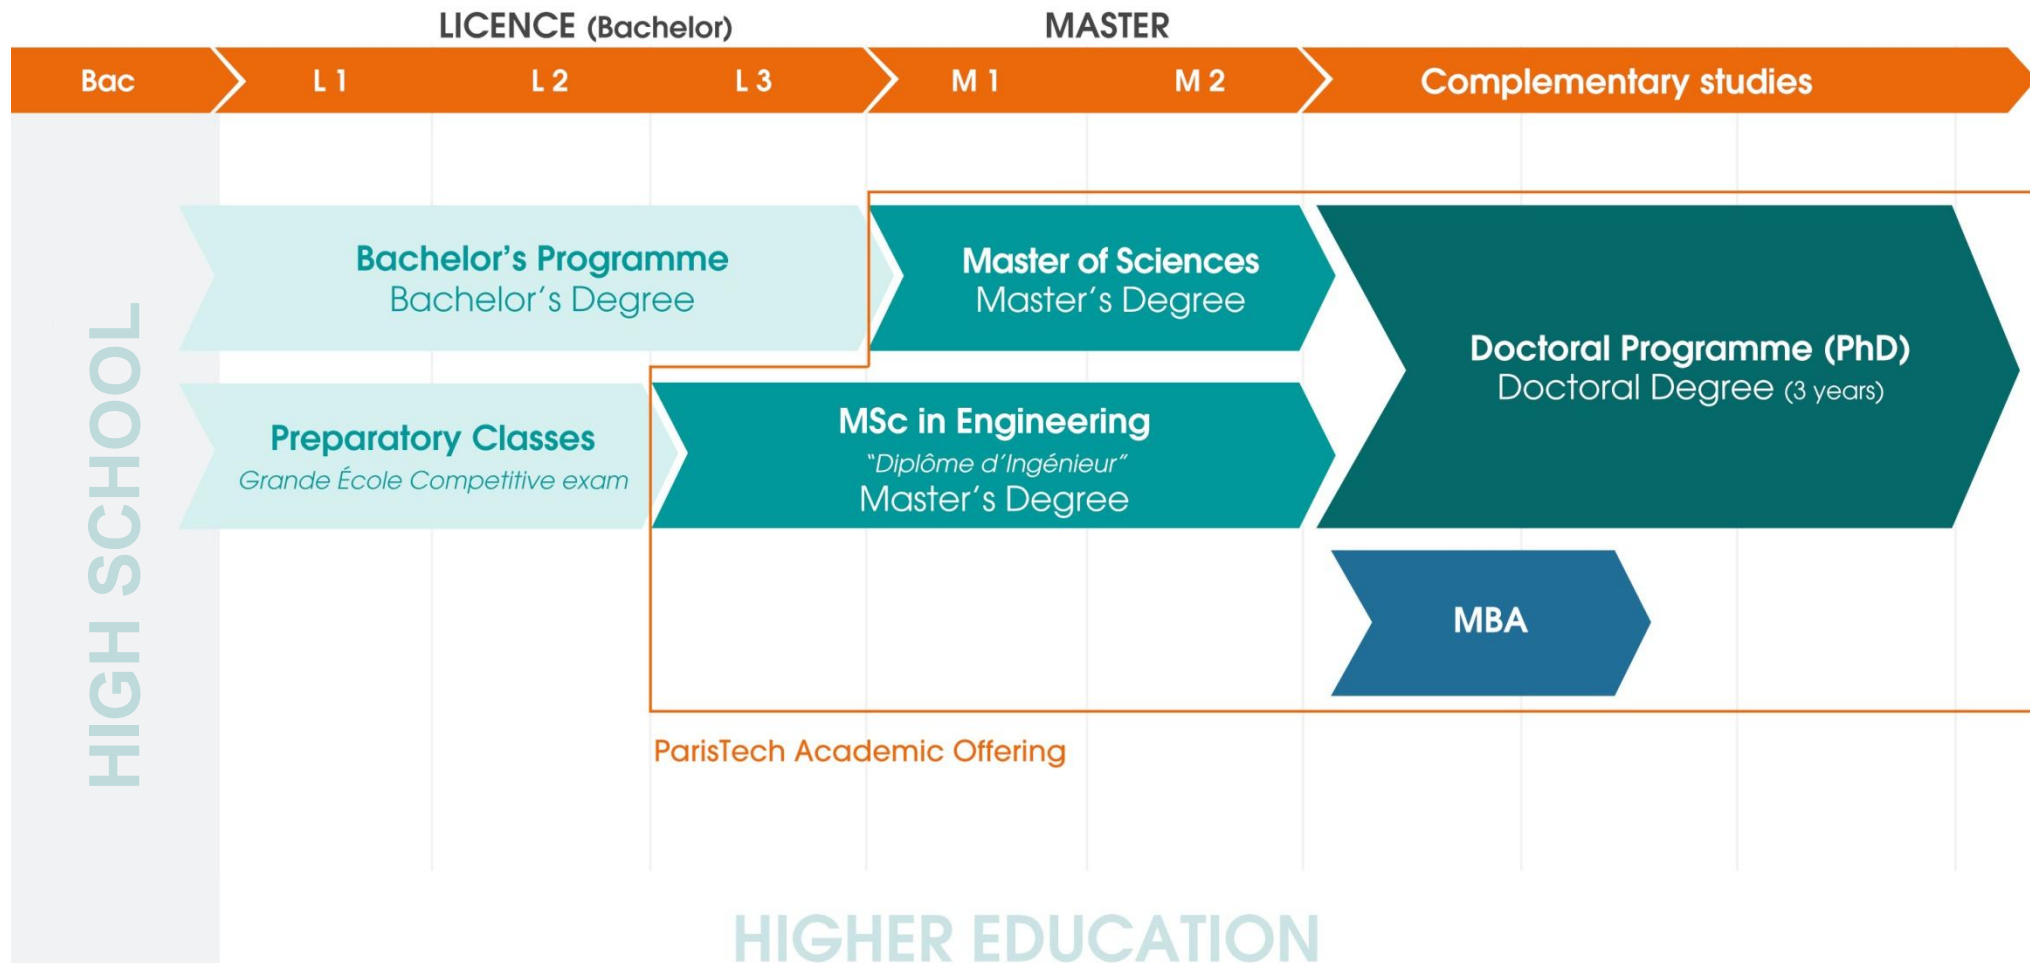 LICENCE (Bachelor)
MASTER
Bac
L 1
L 2
L 3
M 1
M 2
Complementary studies
HIGH SCHOOL
Bachelor's Programme
Bachelor's Degree
Master of Sciences
Master's Degree
Doctoral Programme (PhD)
Doctoral Degree (3 years)
Preparatory Classes
Grande École Competitive exam
MSc in Engineering
"Diplôme d'Ingénieur"
Master's Degree
MBA
ParisTech Academic Offering
HIGHER EDUCATION